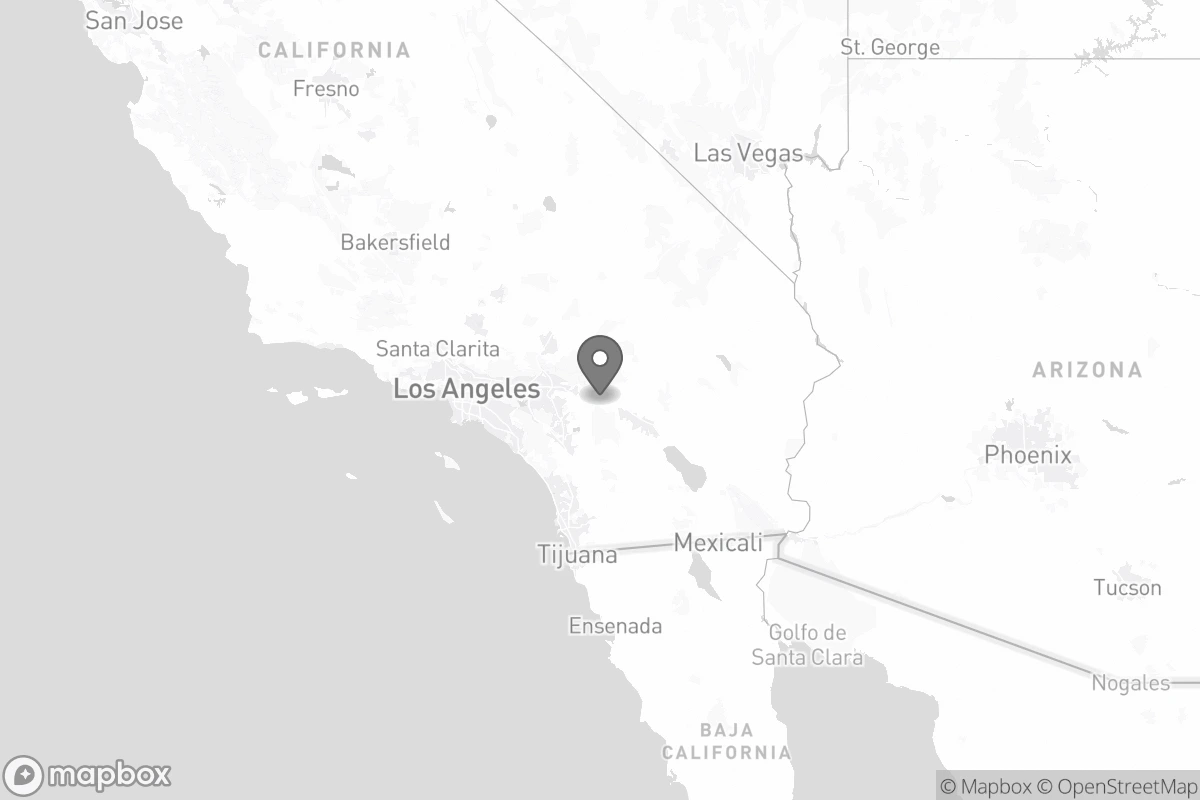 San Jose
CALIFORNIA
St. George
Fresno
Las Vegas
Bakersfield
Santa Clarita
Los Angeles
ARIZONA
Phoenix
Mexicali
Tijuana
Tucson
Ensenada
Golfo de
Santa Clara
Nogales
BAJA
CALIFORNIA
mapbox
© Mapbox © OpenStreetMap